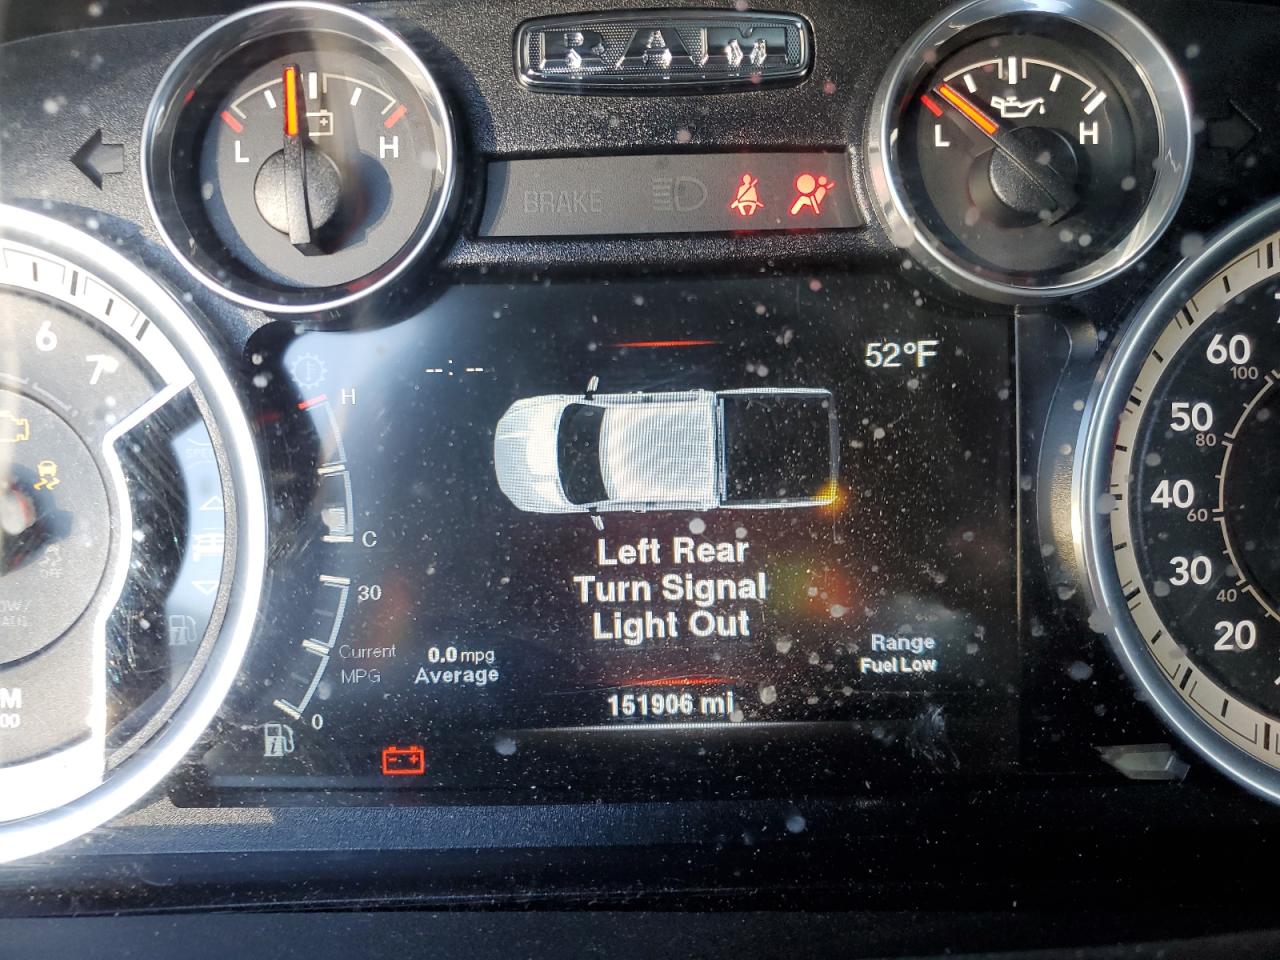 RAM
L H
L H
BRAKE
6
7
52°F
--:--
H
C
Left Rear
Turn Signal
Light Out
30
Current
MPG
0
0.0 mpg
Average
Range
Fuel Low
151906 mi
60
100
50
80
40
60
30
40
20